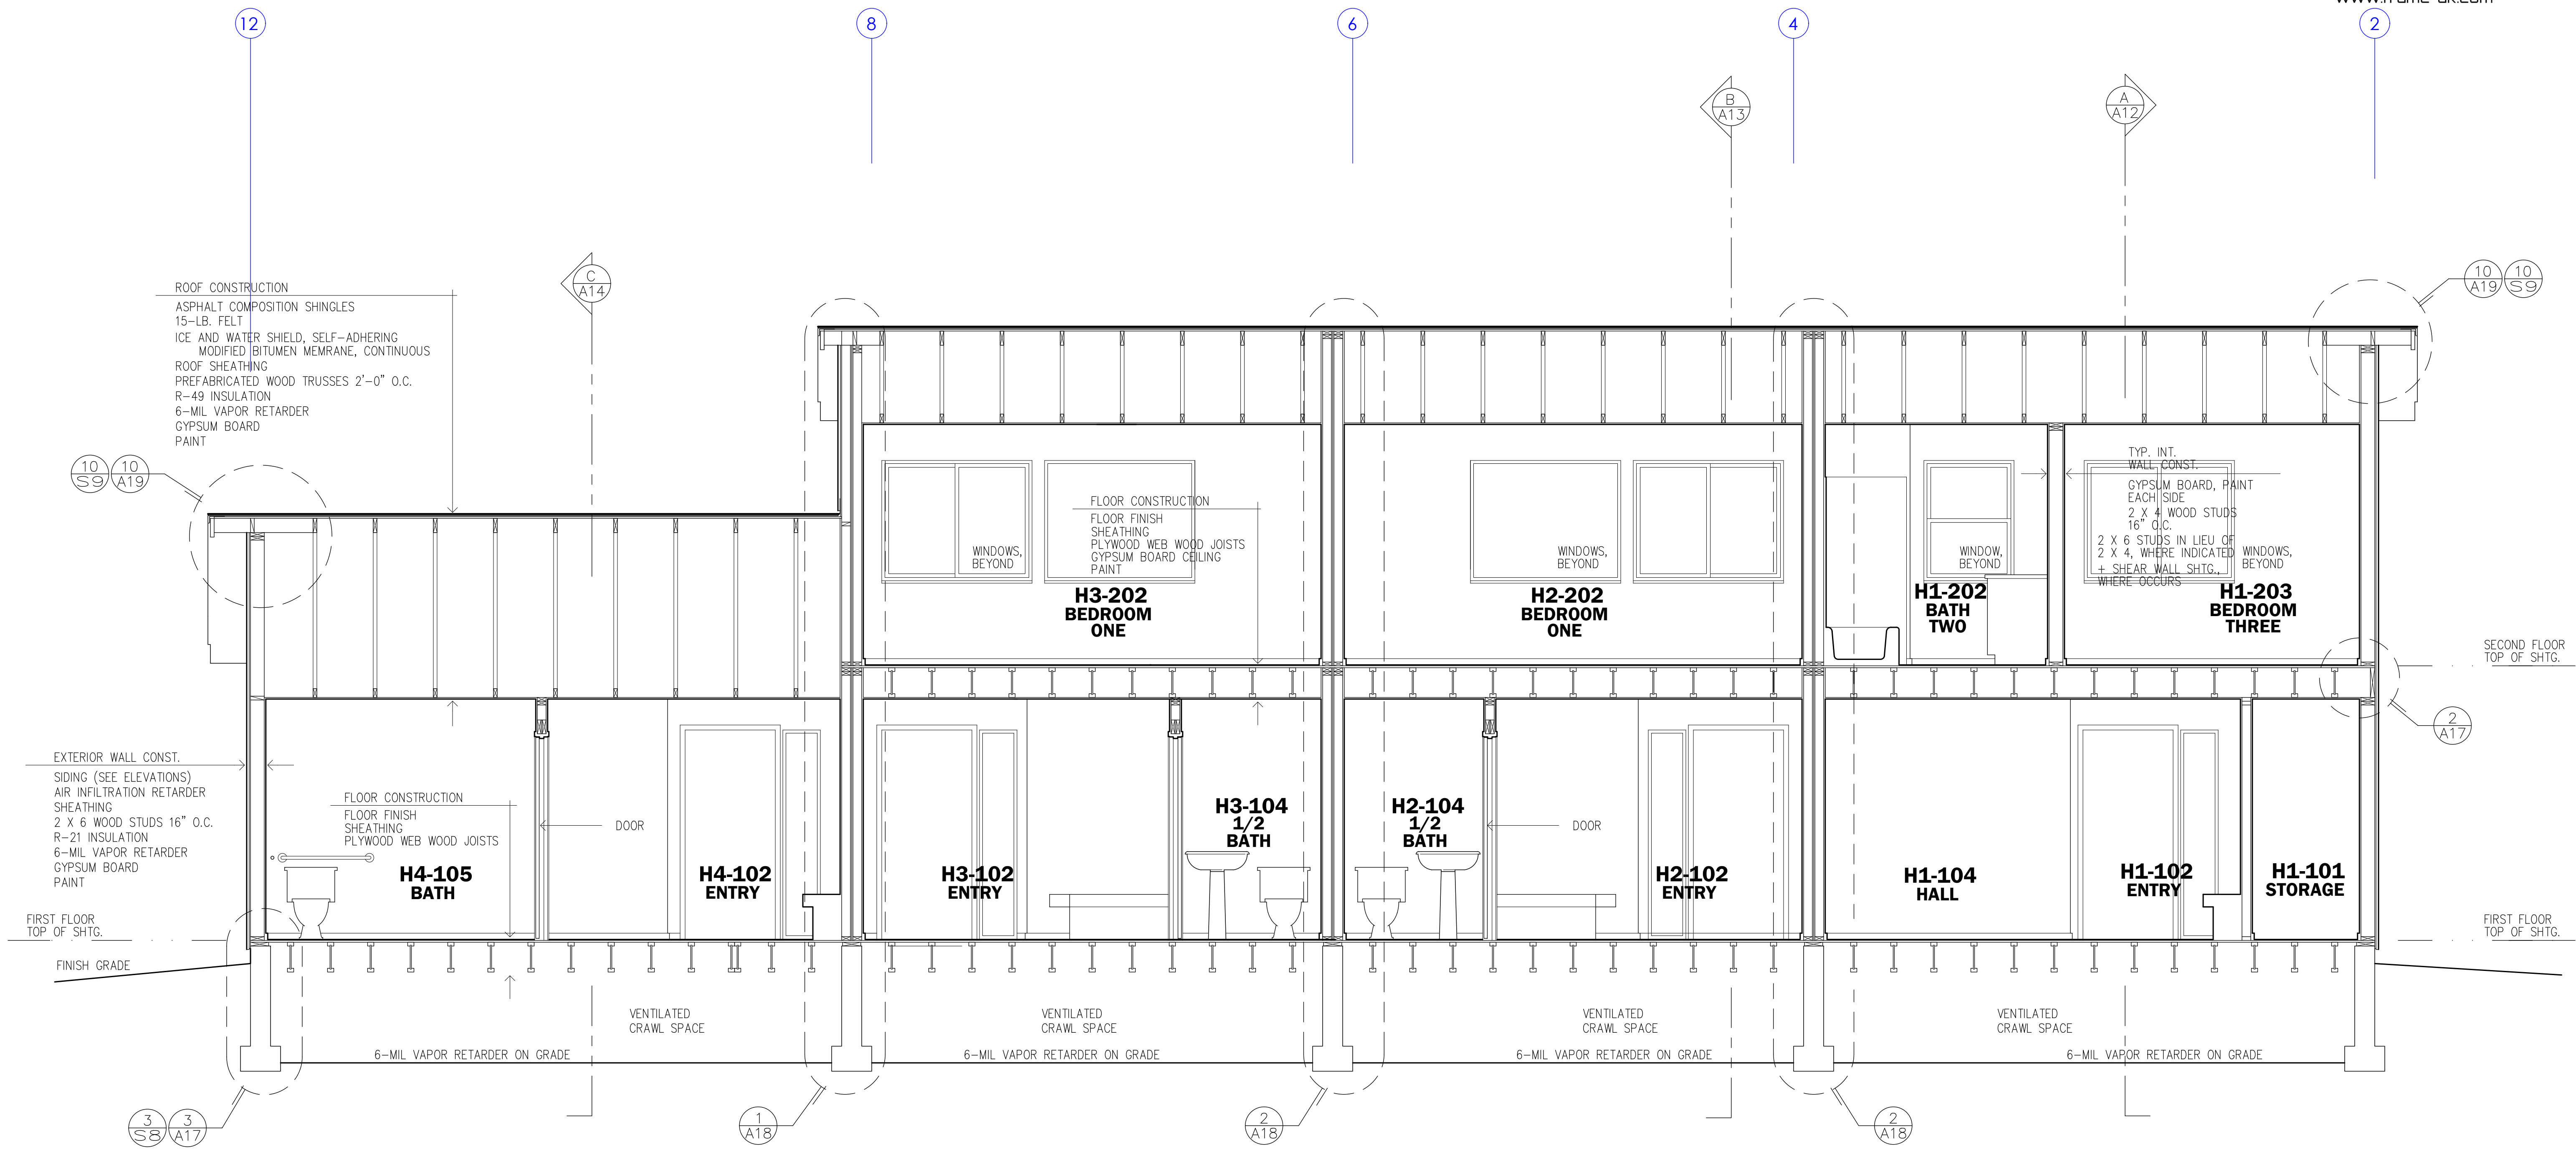 12
8
6
4
2
B
A13
A
A12
C
A14
10
A19
10
S9
ROOF CONSTRUCTION
ASPHALT COMPOSITION SHINGLES
15-LB. FELT
ICE AND WATER SHIELD, SELF-ADHERING
MODIFIED BITUMEN MEMRANE, CONTINUOUS
ROOF SHEATHING
PREFABRICATED WOOD TRUSSES 2'-0" O.C.
R-49 INSULATION
6-MIL VAPOR RETARDER
GYPSUM BOARD
PAINT
10
S9
10
A19
FLOOR CONSTRUCTION
FLOOR FINISH
SHEATHING
PLYWOOD WEB WOOD JOISTS
GYPSUM BOARD CEILING
PAINT
WINDOWS,
BEYOND
H3-202
BEDROOM
ONE
WINDOWS,
BEYOND
H2-202
BEDROOM
ONE
WINDOW,
BEYOND
H1-202
BATH
TWO
TYP. INT.
WALL CONST.
GYPSUM BOARD, PAINT
EACH SIDE
2 X 4 WOOD STUDS
16" O.C.
2 X 6 STUDS IN LIEU OF
2 X 4, WHERE INDICATED
+ SHEAR WALL SHTG.,
WHERE OCCURS
WINDOWS,
BEYOND
H1-203
BEDROOM
THREE
SECOND FLOOR
TOP OF SHTG.
2
A17
EXTERIOR WALL CONST.
SIDING (SEE ELEVATIONS)
AIR INFILTRATION RETARDER
SHEATHING
2 X 6 WOOD STUDS 16" O.C.
R-21 INSULATION
6-MIL VAPOR RETARDER
GYPSUM BOARD
PAINT
FLOOR CONSTRUCTION
FLOOR FINISH
SHEATHING
PLYWOOD WEB WOOD JOISTS
DOOR
H4-105
BATH
H4-102
ENTRY
H3-102
ENTRY
H3-104
1/2
BATH
H2-104
1/2
BATH
DOOR
H2-102
ENTRY
H1-104
HALL
H1-102
ENTRY
H1-101
STORAGE
FIRST FLOOR
TOP OF SHTG.
FIRST FLOOR
TOP OF SHTG.
FINISH GRADE
VENTILATED
CRAWL SPACE
VENTILATED
CRAWL SPACE
VENTILATED
CRAWL SPACE
VENTILATED
CRAWL SPACE
6-MIL VAPOR RETARDER ON GRADE
6-MIL VAPOR RETARDER ON GRADE
6-MIL VAPOR RETARDER ON GRADE
6-MIL VAPOR RETARDER ON GRADE
3
S8
3
A17
1
A18
2
A18
2
A18